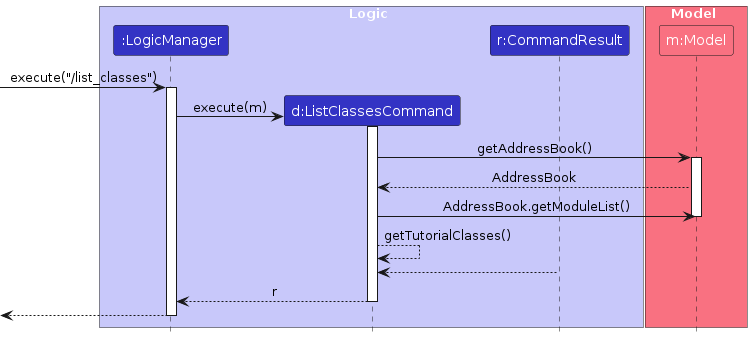 Logic
Model
:LogicManager
r:CommandResult
m:Model
execute("/list_classes")
execute(m)
d:ListClassesCommand
getAddressBook()
AddressBook
AddressBook.getModuleList()
getTutorialClasses()
r